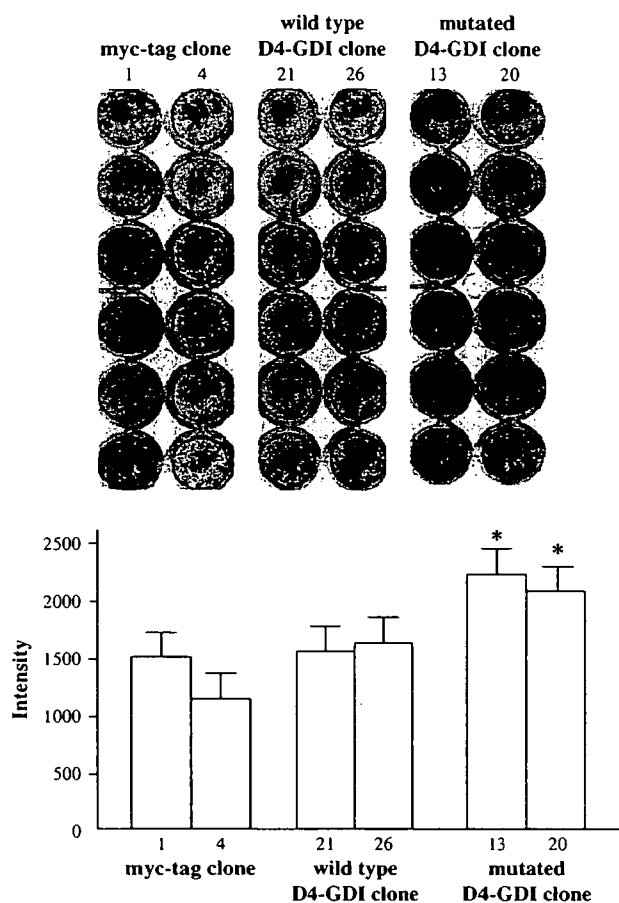 myc-tag clone
wild type
D4-GDI clone
mutated
D4-GDI clone
1 4 21 26 13 20
2500
2000
1500
1000
500
0
Intensity
* *
1 4 21 26 13 20
myc-tag clone
wild type
D4-GDI clone
mutated
D4-GDI clone